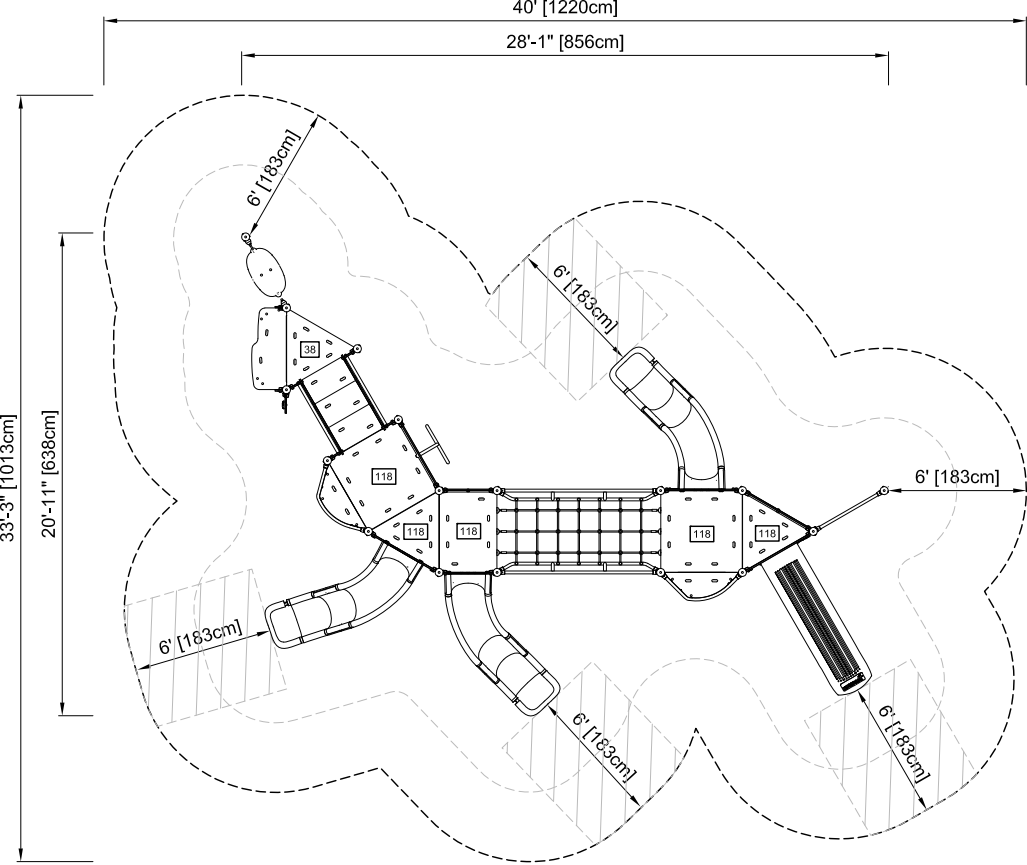 40' [1220cm]
28'-1" [856cm]
6' [183cm]
6' [183cm]
38
33'-3" [1013cm]
20'-11" [638cm]
118
6' [183cm]
118
118
118
118
6' [183cm]
6' [183cm]
6' [183cm]